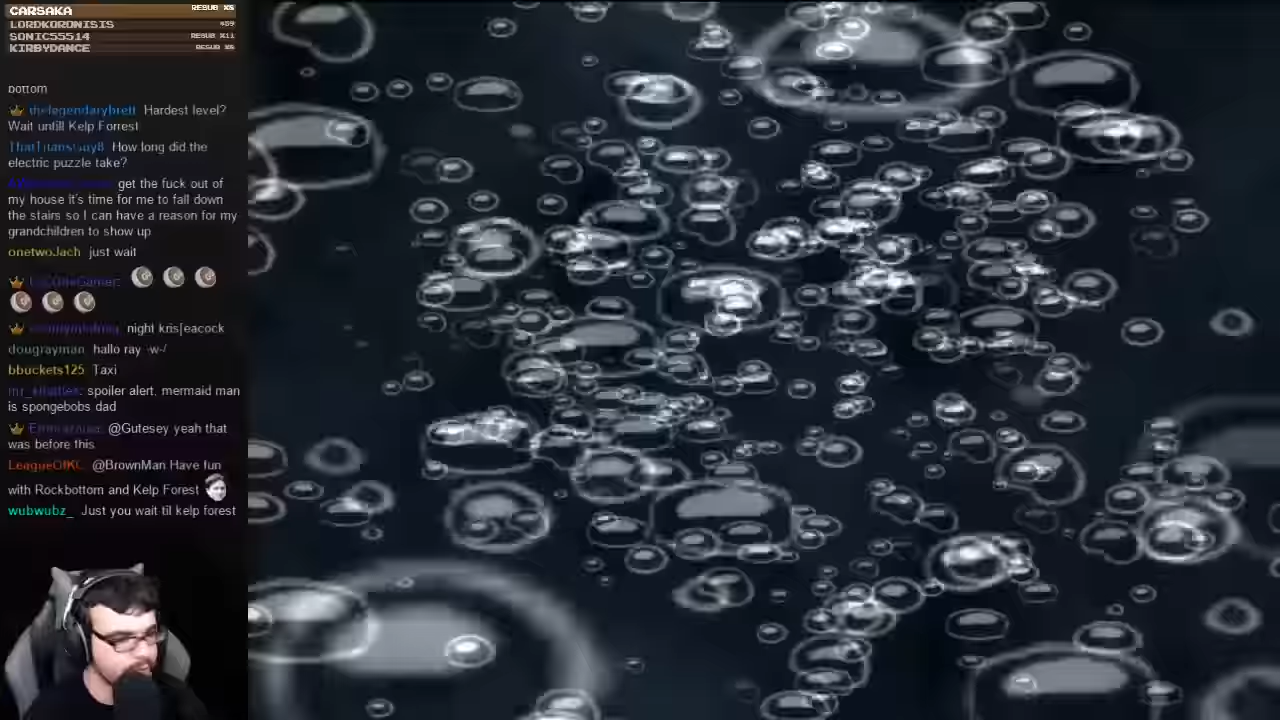 CARSAKA RESUB X5
LORDKORONISIS
SONIC55514 RESUB X11
KIRBYDANCE RESUB X6
bottom
thelegendarybrett Hardest level?
Wait untill Kelp Forrest
ThatTitansGuy8 How long did the
electric puzzle take?
get the fuck out of
my house it's time for me to fall down
the stairs so I can have a reason for my
grandchildren to show up
onetwoJach just wait
night kris
dougrayman hallo ray -w-/
bbuckets125 Taxi
spoiler alert, mermaid man
is spongebobs dad
@Gutesey yeah that
was before this
@BrownMan Have fun
with Rockbottom and Kelp Forest
wubwubz_ Just you wait til kelp forest